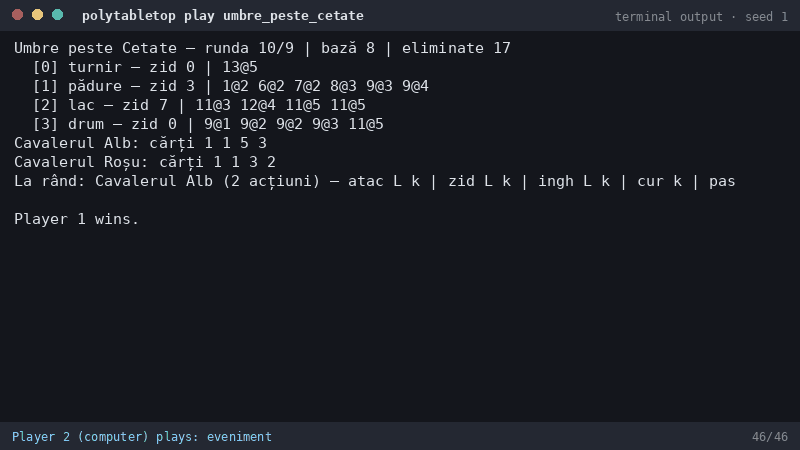 polytabletop play umbre_peste_cetate
terminal output · seed 1
Umbre peste Cetate — runda 10/9 | bază 8 | eliminate 17
[0] turnir — zid 0 | 13@5
[1] pădure — zid 3 | 1@2 6@2 7@2 8@3 9@3 9@4
[2] lac — zid 7 | 11@3 12@4 11@5 11@5
[3] drum — zid 0 | 9@1 9@2 9@2 9@3 11@5
Cavalerul Alb: cărți 1 1 5 3
Cavalerul Roșu: cărți 1 1 3 2
La rând: Cavalerul Alb (2 acțiuni) — atac L k | zid L k | ingh L k | cur k | pas
Player 1 wins.
Player 2 (computer) plays: eveniment
46/46